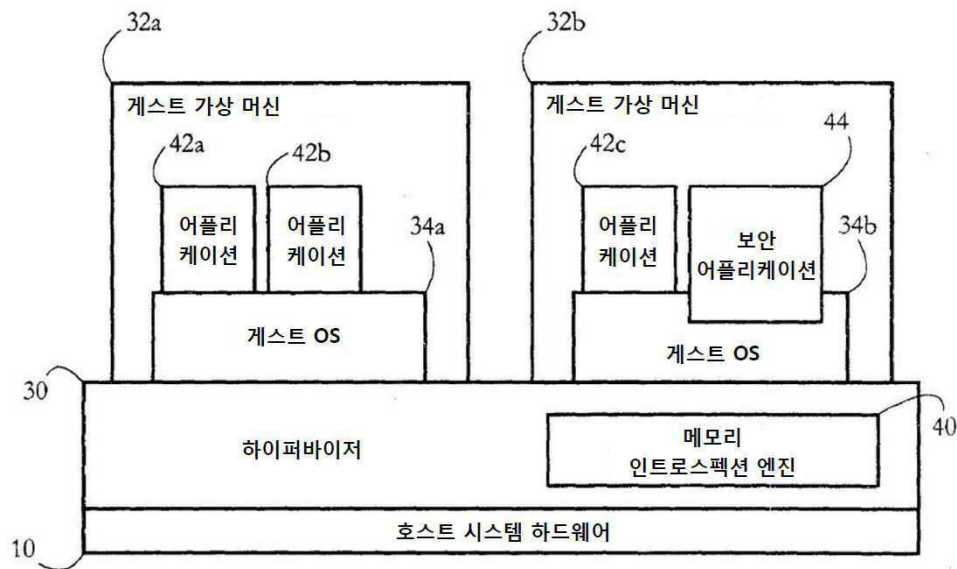 32a
32b
게스트 가상 머신
게스트 가상 머신
42a
42b
42c
44
어플리
케이션
어플리
케이션
34a
어플리
케이션
보안
어플리케이션
34b
게스트 OS
게스트 OS
30
하이퍼바이저
메모리
인트로스펙션 엔진
40
호스트 시스템 하드웨어
10